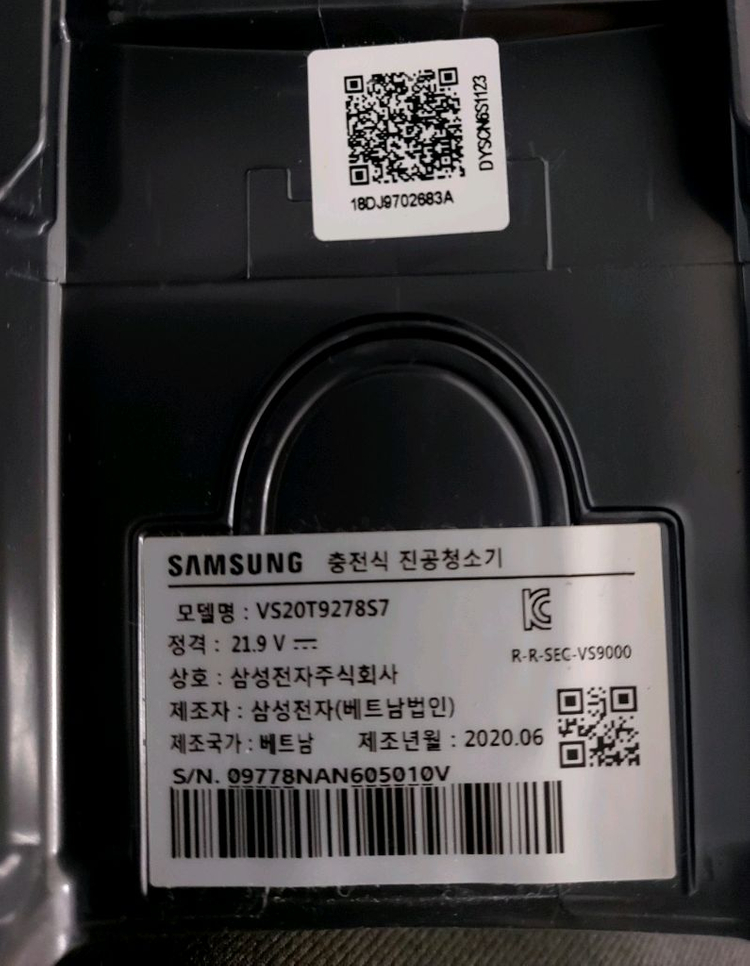 DYSCN6S1123
18DJ9702683A
SAMSUNG 충전식 진공청소기
모델명 : VS20T9278S7
정격 : 21.9 V ⎓
R-R-SEC-VS9000
상호 : 삼성전자주식회사
제조자 : 삼성전자(베트남법인)
제조국가 : 베트남 제조년월 : 2020.06
S/N. 09778NAN605010V